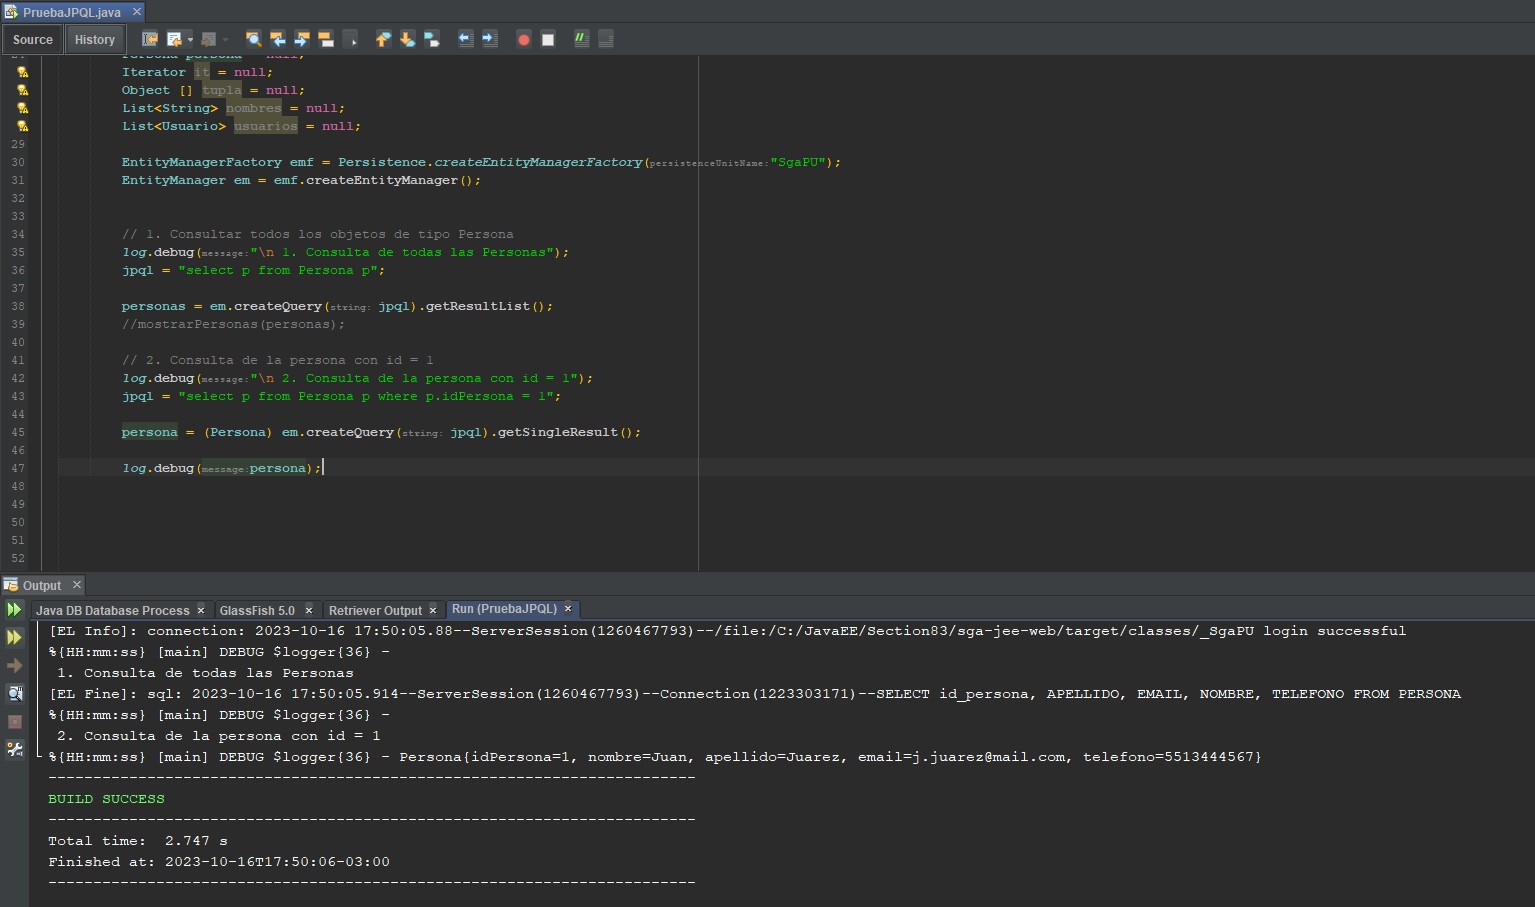 PruebaJPQL.java
Source History
Persona persona = null;
Iterator it = null;
Object [] tupla = null;
List<String> nombres = null;
List<Usuario> usuarios = null;
29
30 EntityManagerFactory emf = Persistence.createEntityManagerFactory(persistenceUnitName:"SgaPU");
31 EntityManager em = emf.createEntityManager();
32
33
34 // 1. Consultar todos los objetos de tipo Persona
35 log.debug(message:"\n 1. Consulta de todas las Personas");
36 jpql = "select p from Persona p";
37
38 personas = em.createQuery(string: jpql).getResultList();
39 //mostrarPersonas(personas);
40
41 // 2. Consulta de la persona con id = 1
42 log.debug(message:"\n 2. Consulta de la persona con id = 1");
43 jpql = "select p from Persona p where p.idPersona = 1";
44
45 persona = (Persona) em.createQuery(string: jpql).getSingleResult();
46
47 log.debug(message:persona);
48
49
50
51
52
Output
Java DB Database Process GlassFish 5.0 Retriever Output Run (PruebaJPQL)
[EL Info]: connection: 2023-10-16 17:50:05.88--ServerSession(1260467793)--/file:/C:/JavaEE/Section83/sga-jee-web/target/classes/_SgaPU login successful
%{HH:mm:ss} [main] DEBUG $logger{36} -
1. Consulta de todas las Personas
[EL Fine]: sql: 2023-10-16 17:50:05.914--ServerSession(1260467793)--Connection(1223303171)--SELECT id_persona, APELLIDO, EMAIL, NOMBRE, TELEFONO FROM PERSONA
%{HH:mm:ss} [main] DEBUG $logger{36} -
2. Consulta de la persona con id = 1
%{HH:mm:ss} [main] DEBUG $logger{36} - Persona{idPersona=1, nombre=Juan, apellido=Juarez, email=j.juarez@mail.com, telefono=5513444567}
------------------------------------------------------------------------
BUILD SUCCESS
------------------------------------------------------------------------
Total time:  2.747 s
Finished at: 2023-10-16T17:50:06-03:00
------------------------------------------------------------------------